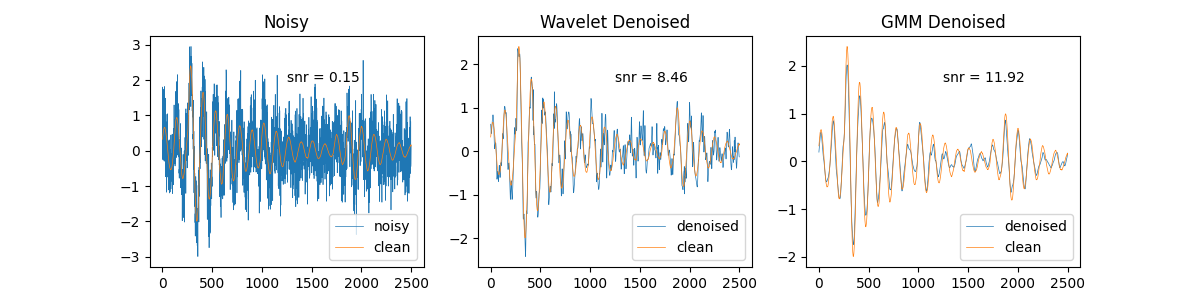 Noisy
3
2
1
0
−1
−2
−3
0 500 1000 1500 2000 2500
snr = 0.15
noisy
clean
Wavelet Denoised
2
1
0
−1
−2
0 500 1000 1500 2000 2500
snr = 8.46
denoised
clean
GMM Denoised
2
1
0
−1
−2
0 500 1000 1500 2000 2500
snr = 11.92
denoised
clean